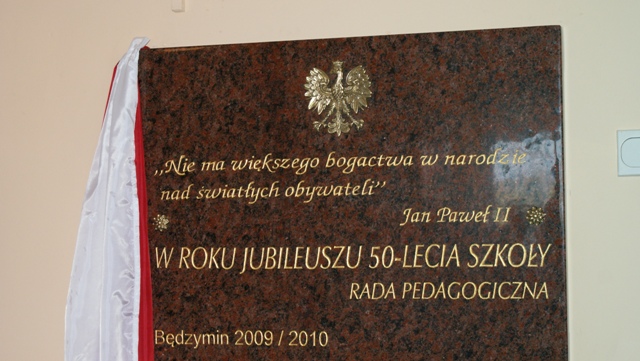 „Nie ma większego bogactwa w narodzie
nad światłych obywateli”
Jan Paweł II
W ROKU JUBILEUSZU 50-LECIA SZKOŁY
RADA PEDAGOGICZNA
Będzymin 2009 / 2010